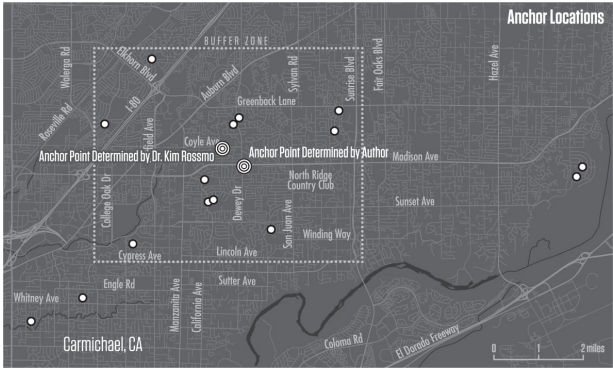 Anchor Locations
BUFFER ZONE
Walerga Rd
Elkhorn Blvd
I-80
Auburn Blvd
Sylvan Rd
Sunrise Blvd
Fair Oaks Blvd
Hazel Ave
Roseville Rd
Greenback Lane
Coyle Ave
Anchor Point Determined by Dr. Kim Rossmo
Anchor Point Determined by Author
Madison Ave
College Oak Dr
Dewey Dr
North Ridge
Country Club
San Juan Ave
Sunset Ave
Winding Way
Cypress Ave
Lincoln Ave
Engle Rd
Sutter Ave
Whitney Ave
Manzanita Ave
California Ave
Carmichael, CA
Coloma Rd
El Dorado Freeway
0 1 2 miles